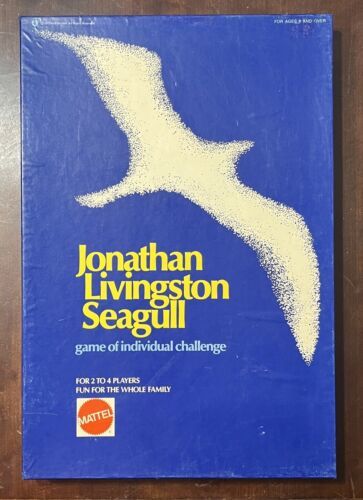 FOR AGES 8 AND OVER
Jonathan
Livingston
Seagull
game of individual challenge
FOR 2 TO 4 PLAYERS
FUN FOR THE WHOLE FAMILY
MATTEL